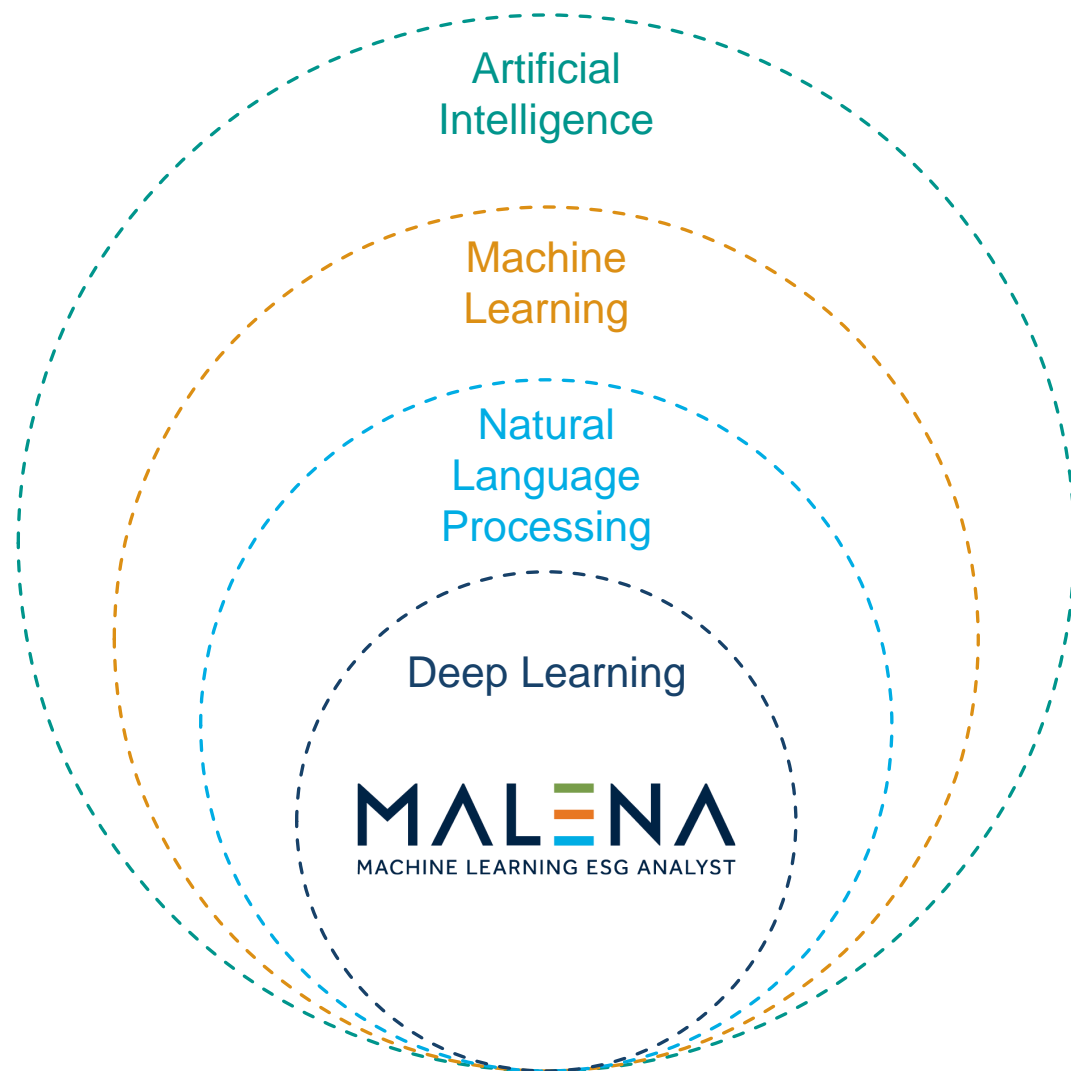 Artificial
Intelligence
Machine
Learning
Natural
Language
Processing
Deep Learning
MALENA
MACHINE LEARNING ESG ANALYST